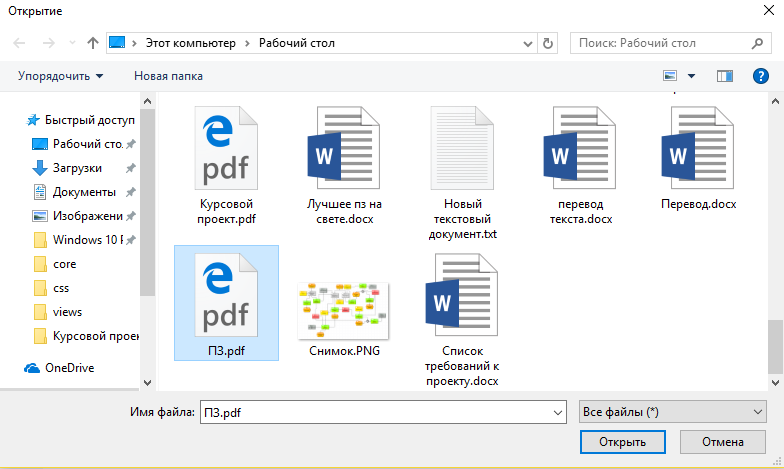 Открытие
Этот компьютер
Рабочий стол
Поиск: Рабочий стол
Упорядочить
Новая папка
Быстрый доступ
Рабочий сто.
Загрузки
Документы
Изображени
Windows 10 P
core
css
views
Курсовой прое
OneDrive
pdf
Курсовой
проект.pdf
W
Лучшее пз на
свете.docx
Новый
текстовый
документ.txt
W
перевод
текста.docx
W
Перевод.docx
pdf
ПЗ.pdf
Снимок.PNG
W
Список
требований к
проекту.docx
Имя файла:
ПЗ.pdf
Все файлы (*)
Открыть
Отмена